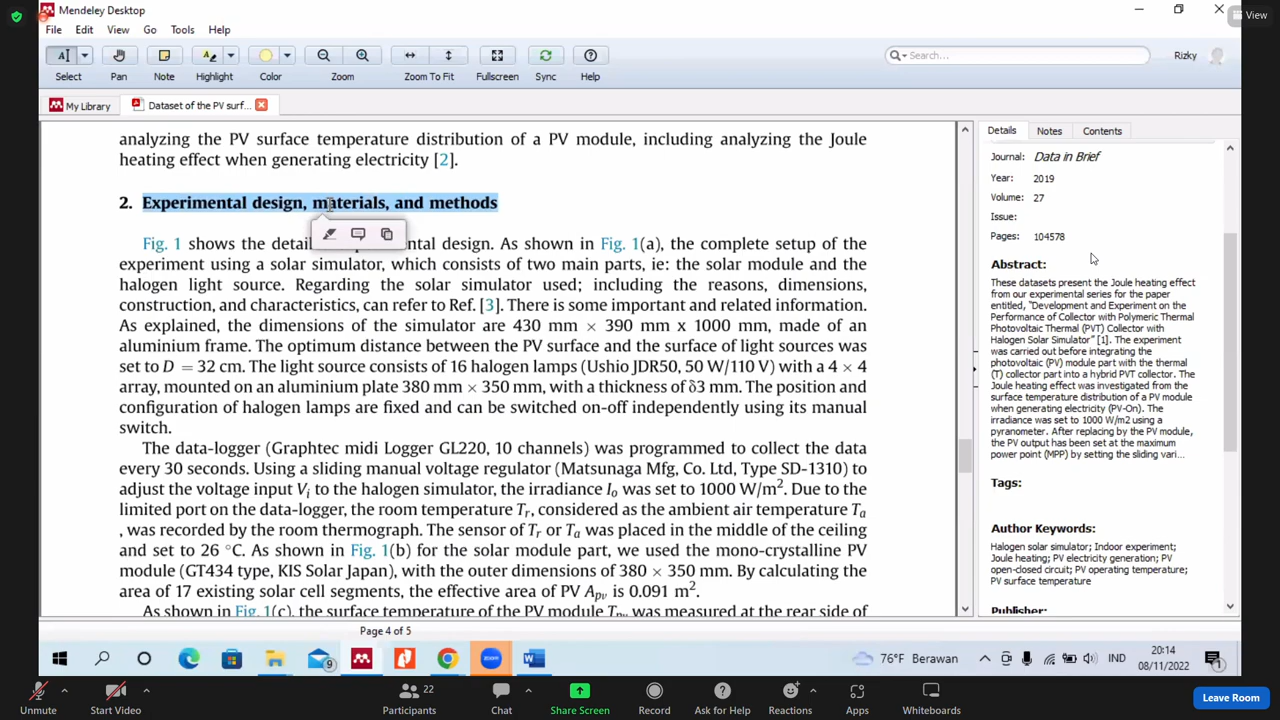 Mendeley Desktop
View
File Edit View Go Tools Help
Search...
Rizky
Select Pan Note Highlight Color Zoom Zoom To Fit Fullscreen Sync Help
My Library
Dataset of the PV surf...
analyzing the PV surface temperature distribution of a PV module, including analyzing the Joule
heating effect when generating electricity [2].
2. Experimental design, materials, and methods
Fig. 1 shows the detail ntal design. As shown in Fig. 1(a), the complete setup of the
experiment using a solar simulator, which consists of two main parts, ie: the solar module and the
halogen light source. Regarding the solar simulator used; including the reasons, dimensions,
construction, and characteristics, can refer to Ref. [3]. There is some important and related information.
As explained, the dimensions of the simulator are 430 mm × 390 mm x 1000 mm, made of an
aluminium frame. The optimum distance between the PV surface and the surface of light sources was
set to D = 32 cm. The light source consists of 16 halogen lamps (Ushio JDR50, 50 W/110 V) with a 4 × 4
array, mounted on an aluminium plate 380 mm × 350 mm, with a thickness of δ3 mm. The position and
configuration of halogen lamps are fixed and can be switched on-off independently using its manual
switch.
The data-logger (Graphtec midi Logger GL220, 10 channels) was programmed to collect the data
every 30 seconds. Using a sliding manual voltage regulator (Matsunaga Mfg, Co. Ltd, Type SD-1310) to
adjust the voltage input Vi to the halogen simulator, the irradiance Io was set to 1000 W/m². Due to the
limited port on the data-logger, the room temperature Tr, considered as the ambient air temperature Ta
, was recorded by the room thermograph. The sensor of Tr or Ta was placed in the middle of the ceiling
and set to 26 °C. As shown in Fig. 1(b) for the solar module part, we used the mono-crystalline PV
module (GT434 type, KIS Solar Japan), with the outer dimensions of 380 × 350 mm. By calculating the
area of 17 existing solar cell segments, the effective area of PV Apv is 0.091 m².
As shown in Fig. 1(c), the surface temperature of the PV module Tpv was measured at the rear side of
Page 4 of 5
Details Notes Contents
Journal: Data in Brief
Year: 2019
Volume: 27
Issue:
Pages: 104578
Abstract:
These datasets present the Joule heating effect
from our experimental series for the paper
entitled, "Development and Experiment on the
Performance of Collector with Polymeric Thermal
Photovoltaic Thermal (PVT) Collector with
Halogen Solar Simulator" [1]. The experiment
was carried out before integrating the
photovoltaic (PV) module part with the thermal
(T) collector part into a hybrid PVT collector. The
Joule heating effect was investigated from the
surface temperature distribution of a PV module
when generating electricity (PV-On). The
irradiance was set to 1000 W/m2 using a
pyranometer. After replacing by the PV module,
the PV output has been set at the maximum
power point (MPP) by setting the sliding vari...
Tags:
Author Keywords:
Halogen solar simulator; Indoor experiment;
Joule heating; PV electricity generation; PV
open-closed circuit; PV operating temperature;
PV surface temperature
Publisher:
9
zoom
76°F Berawan
IND
20:14
08/11/2022
1
Unmute
Start Video
22
Participants
Chat
Share Screen
Record
Ask for Help
Reactions
Apps
Whiteboards
Leave Room